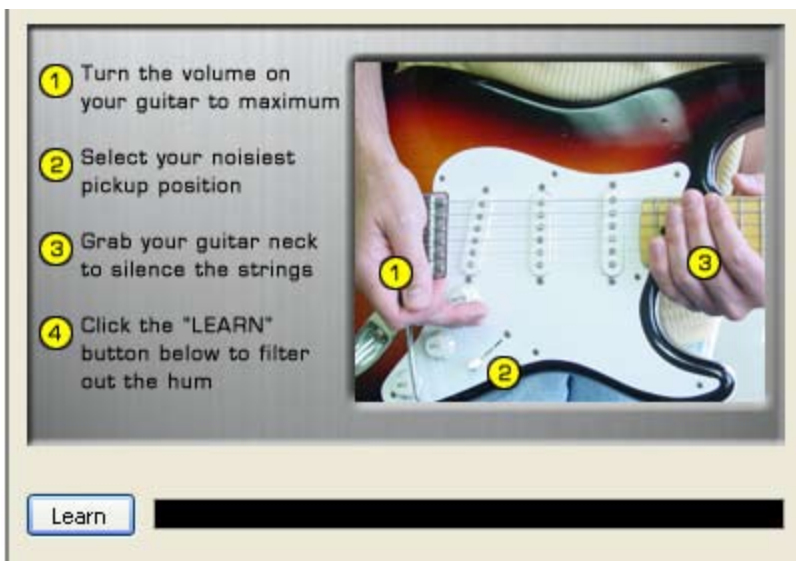 1 Turn the volume on
your guitar to maximum
2 Select your noisiest
pickup position
3 Grab your guitar neck
to silence the strings
4 Click the "LEARN"
button below to filter
out the hum
1
3
2
Learn